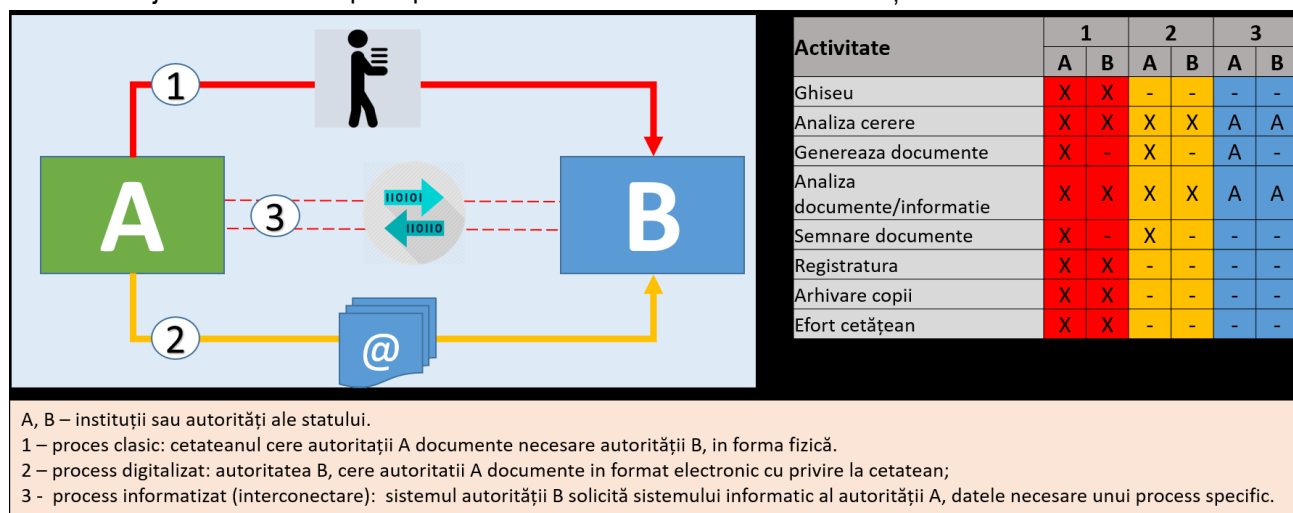 1
A
3
11O1O1
11O11O
B
2
@
Activitate 1 2 3
A B A B A B
Ghiseu X X - - - -
Analiza cerere X X X X A A
Genereaza documente X - X - A -
Analiza
documente/informatie X X X X A A
Semnare documente X - X - - -
Registratura X X - - - -
Arhivare copii X X - - - -
Efort cetățean X X - - - -
A, B – instituții sau autorități ale statului.
1 – proces clasic: cetateanul cere autoritații A documente necesare autorității B, in forma fizică.
2 – process digitalizat: autoritatea B, cere autoritatii A documente in format electronic cu privire la cetatean;
3 - process informatizat (interconectare): sistemul autorității B solicită sistemului informatic al autorității A, datele necesare unui process specific.